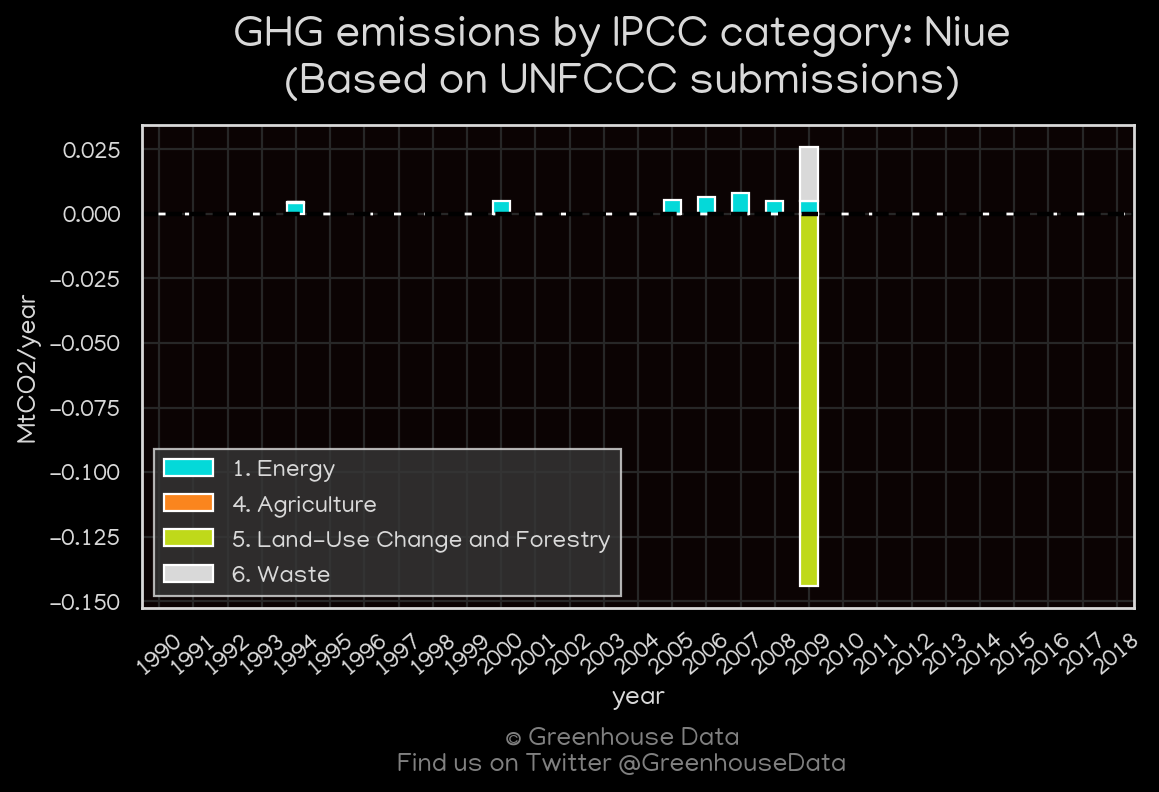 GHG emissions by IPCC category: Niue
(Based on UNFCCC submissions)
MtCO2/year
0.025
0.000
−0.025
−0.050
−0.075
−0.100
−0.125
−0.150
1. Energy
4. Agriculture
5. Land-Use Change and Forestry
6. Waste
1990 1991 1992 1993 1994 1995 1996 1997 1998 1999 2000 2001 2002 2003 2004 2005 2006 2007 2008 2009 2010 2011 2012 2013 2014 2015 2016 2017 2018
year
© Greenhouse Data
Find us on Twitter @GreenhouseData